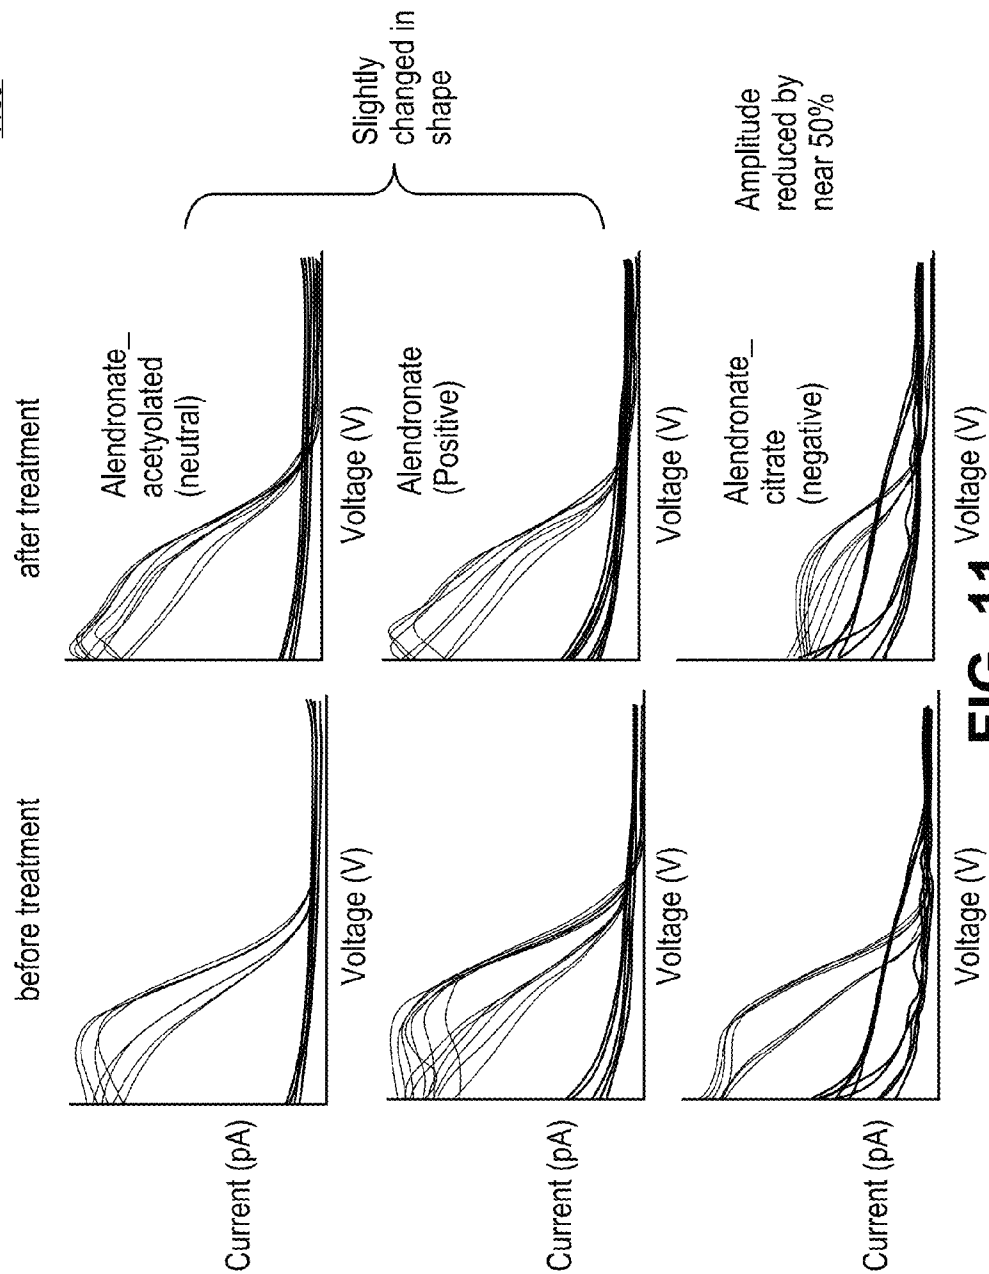 before treatment
after treatment
Current (pA)
Alendronate_
acetyolated
(neutral)
Voltage (V)
Voltage (V)
Slightly
changed in
shape
Current (pA)
Alendronate
(Positive)
Voltage (V)
Voltage (V)
Current (pA)
Alendronate_
citrate
(negative)
Amplitude
reduced by
near 50%
Voltage (V)
Voltage (V)
FIG. 11